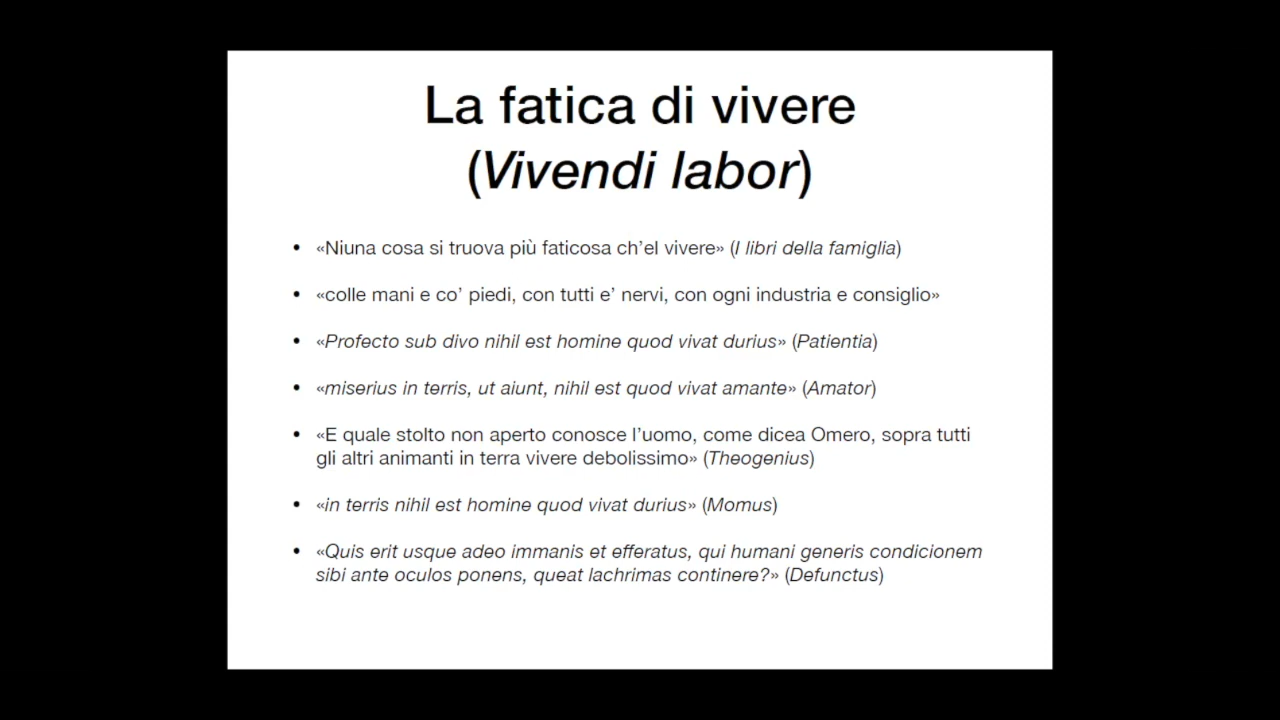 La fatica di vivere
(Vivendi labor)
• «Niuna cosa si truova più faticosa ch'el vivere» (I libri della famiglia)
• «colle mani e co' piedi, con tutti e' nervi, con ogni industria e consiglio»
• «Profecto sub divo nihil est homine quod vivat durius» (Patientia)
• «miserius in terris, ut aiunt, nihil est quod vivat amante» (Amator)
• «E quale stolto non aperto conosce l'uomo, come dicea Omero, sopra tutti
gli altri animanti in terra vivere debolissimo» (Theogenius)
• «in terris nihil est homine quod vivat durius» (Momus)
• «Quis erit usque adeo immanis et efferatus, qui humani generis condicionem
sibi ante oculos ponens, queat lachrimas continere?» (Defunctus)